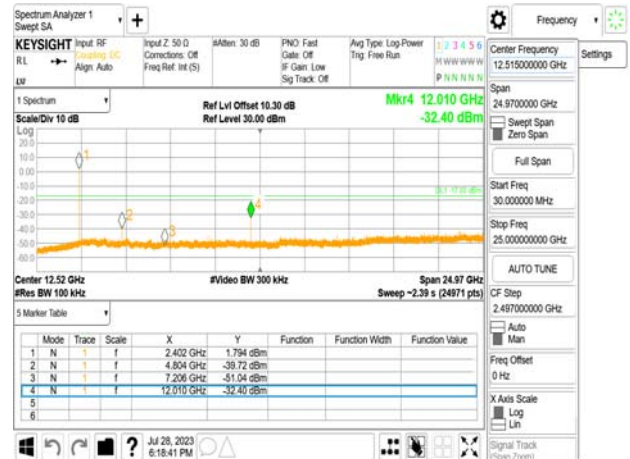 Spectrum Analyzer 1
Swept SA
+
Frequency
KEYSIGHT
RL
Input: RF
Coupling: DC
Align: Auto
Input Z: 50 Ω
Corrections: Off
Freq Ref: Int (S)
#Atten: 30 dB
PNO: Fast
Gate: Off
IF Gain: Low
Sig Track: Off
Avg Type: Log-Power
Trig: Free Run
1 2 3 4 5 6
M W W W W W
P N N N N N
Center Frequency
12.515000000 GHz
Settings
Span
24.9700000 GHz
Swept Span
Zero Span
Full Span
Start Freq
30.000000 MHz
Stop Freq
25.000000000 GHz
AUTO TUNE
CF Step
2.497000000 GHz
Auto
Man
Freq Offset
0 Hz
X Axis Scale
Log
Lin
Signal Track
(Span Zoom)
1 Spectrum
Scale/Div 10 dB
Ref Lvl Offset 10.30 dB
Ref Level 30.00 dBm
Mkr4 12.010 GHz
-32.40 dBm
Log
20.0
10.0
0.00
-10.0
-20.0
-30.0
-40.0
-50.0
-60.0
1
2
3
4
Center 12.52 GHz
#Video BW 300 kHz
Span 24.97 GHz
#Res BW 100 kHz
Sweep ~2.39 s (24971 pts)
5 Marker Table
Mode Trace Scale X Y Function Function Width Function Value
1 N 1 f 2.402 GHz 1.794 dBm
2 N 1 f 4.804 GHz -39.72 dBm
3 N 1 f 7.206 GHz -51.04 dBm
4 N 1 f 12.010 GHz -32.40 dBm
5
6
?
Jul 28, 2023
6:18:41 PM